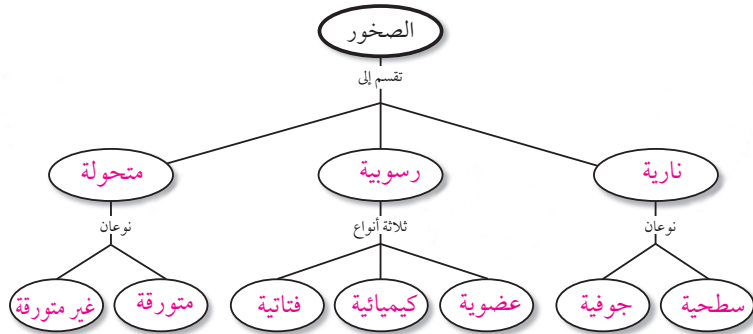 الصخور
تقسم إلى
نارية
رسوبية
متحولة
نوعان
ثلاثة أنواع
نوعان
سطحية
جوفية
عضوية
كيميائية
فتاتية
متورقة
غير متورقة